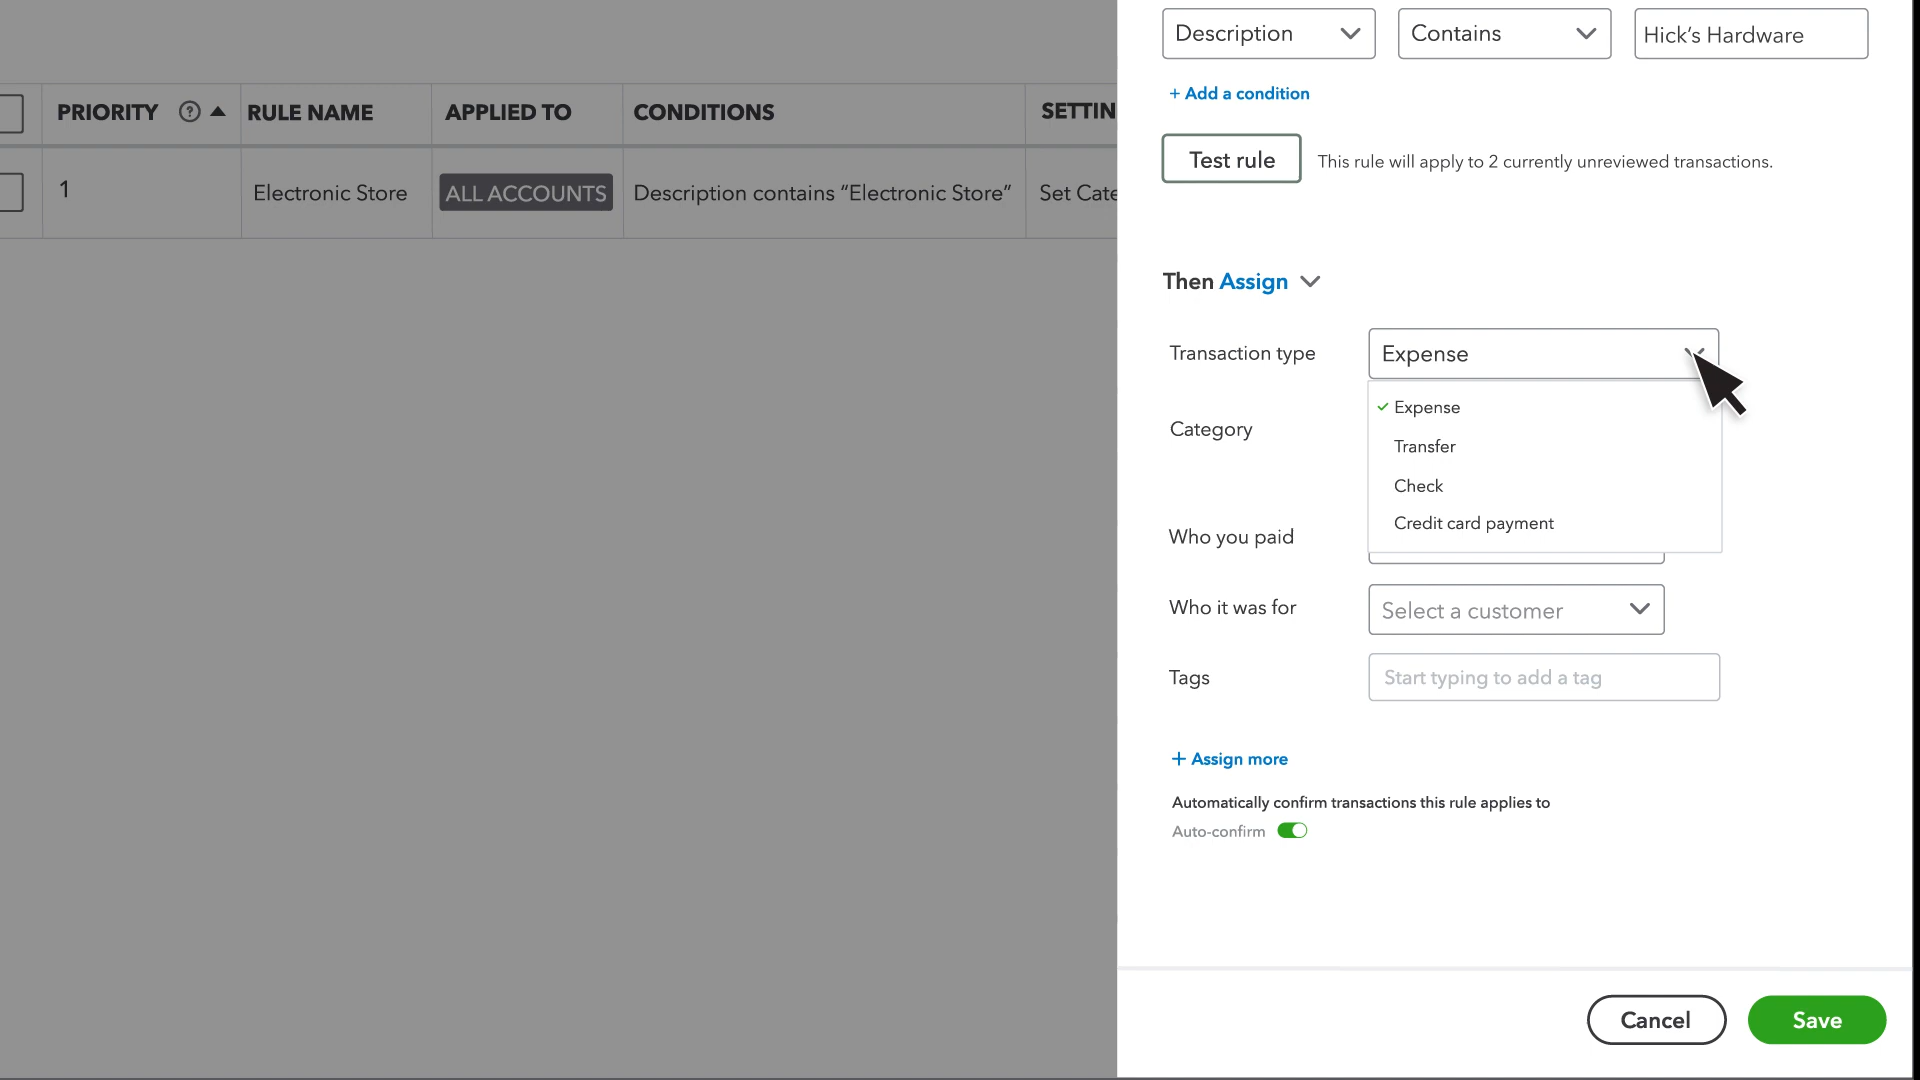 Description
Contains
Hick's Hardware
+ Add a condition
PRIORITY ? RULE NAME APPLIED TO CONDITIONS SETTIN
Test rule This rule will apply to 2 currently unreviewed transactions.
1 Electronic Store ALL ACCOUNTS Description contains “Electronic Store” Set Cate
Then Assign
Transaction type Expense
Expense
Category
Transfer
Check
Credit card payment
Who you paid
Who it was for Select a customer
Tags Start typing to add a tag
+ Assign more
Automatically confirm transactions this rule applies to
Auto-confirm
Cancel Save